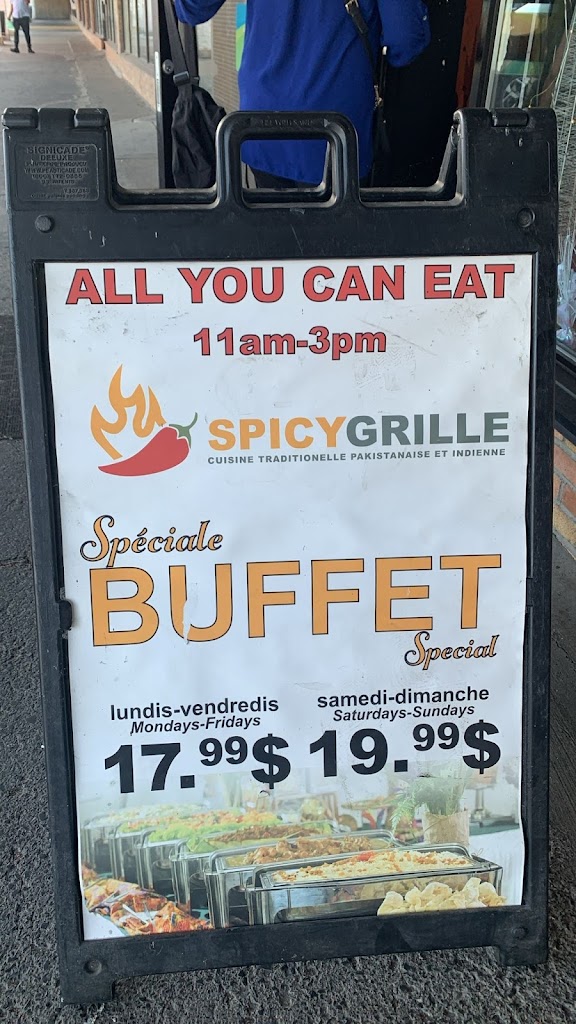 SIGNICADE
DELUXE
ALL YOU CAN EAT
11am-3pm
SPICYGRILLE
CUISINE TRADITIONELLE PAKISTANAISE ET INDIENNE
Spéciale
BUFFET
Special
lundis-vendredis
Mondays-Fridays
17.99$
samedi-dimanche
Saturdays-Sundays
19.99$